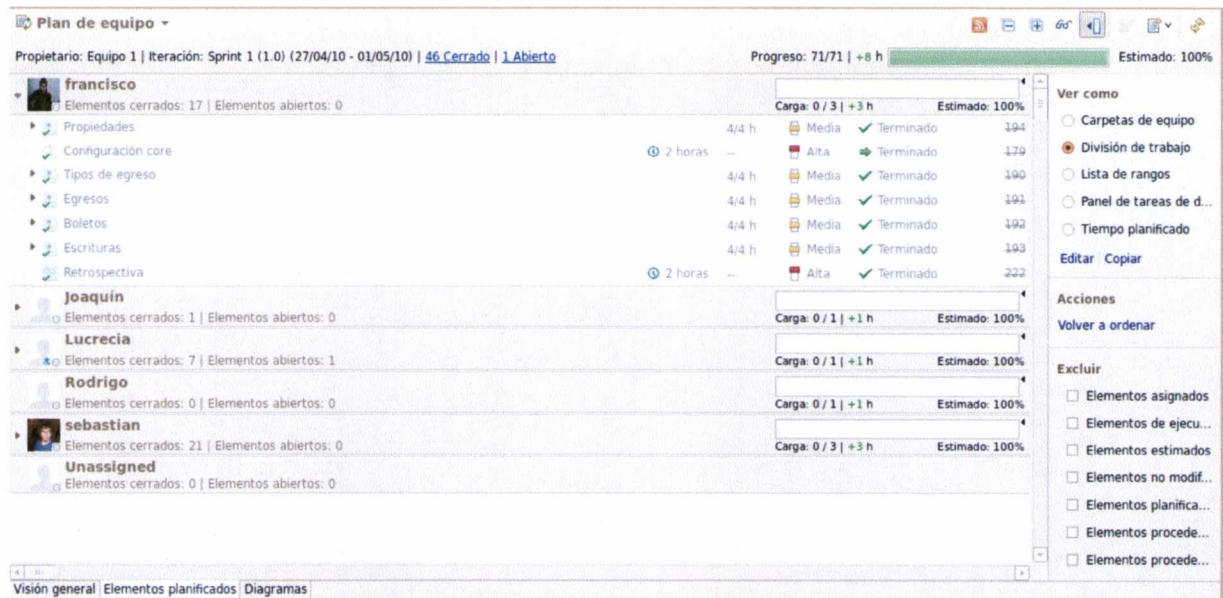 Plan de equipo
Propietario: Equipo 1 | Iteración: Sprint 1 (1.0) (27/04/10 - 01/05/10) | 46 Cerrado | 1 Abierto Progreso: 71/71 | +8 h Estimado: 100%
francisco
Elementos cerrados: 17 | Elementos abiertos: 0 Carga: 0 / 3 | +3 h Estimado: 100%
Propiedades 4/4 h Media Terminado 194
Configuración core 2 horas -- Alta Terminado 179
Tipos de egreso 4/4 h Media Terminado 190
Egresos 4/4 h Media Terminado 191
Boletos 4/4 h Media Terminado 192
Escrituras 4/4 h Media Terminado 193
Retrospectiva 2 horas -- Alta Terminado 222
Joaquín
Elementos cerrados: 1 | Elementos abiertos: 0 Carga: 0 / 1 | +1 h Estimado: 100%
Lucrecia
Elementos cerrados: 7 | Elementos abiertos: 1 Carga: 0 / 1 | +1 h Estimado: 100%
Rodrigo
Elementos cerrados: 0 | Elementos abiertos: 0 Carga: 0 / 1 | +1 h Estimado: 100%
sebastian
Elementos cerrados: 21 | Elementos abiertos: 0 Carga: 0 / 3 | +3 h Estimado: 100%
Unassigned
Elementos cerrados: 0 | Elementos abiertos: 0
Ver como
Carpetas de equipo
División de trabajo
Lista de rangos
Panel de tareas de d...
Tiempo planificado
Editar Copiar
Acciones
Volver a ordenar
Excluir
Elementos asignados
Elementos de ejecu...
Elementos estimados
Elementos no modif...
Elementos planifica...
Elementos procede...
Elementos procede...
Visión general Elementos planificados Diagramas